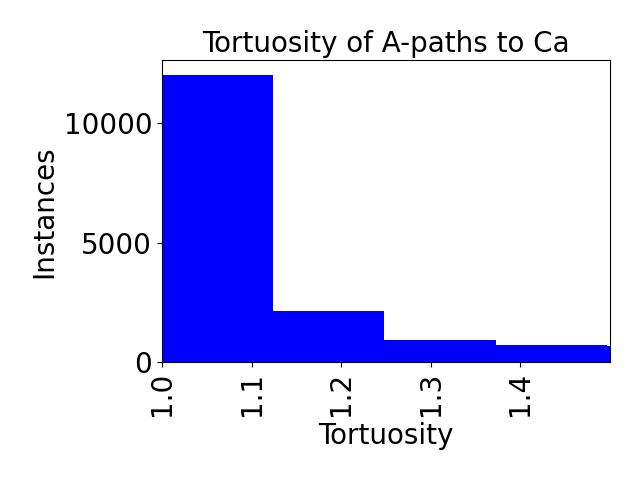 Tortuosity of A-paths to Ca
10000
5000
0
Instances
1.0 1.1 1.2 1.3 1.4
Tortuosity